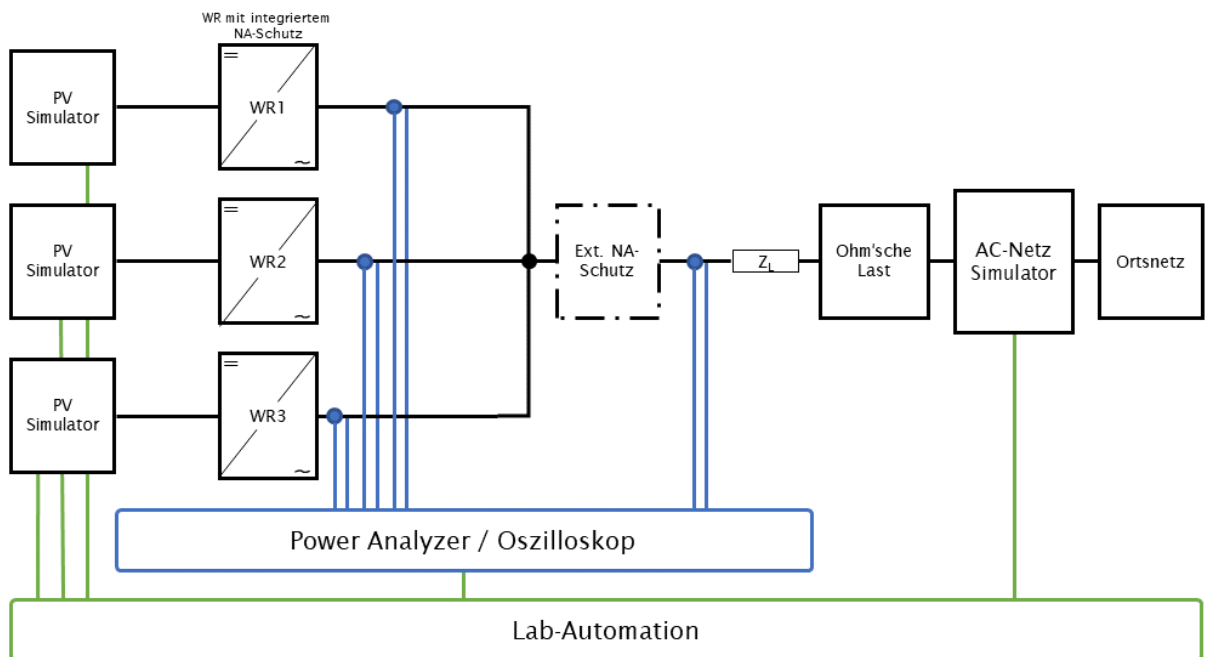 WR mit integriertem
NA-Schutz
=
PV
Simulator
WR1
~
=
PV
Simulator
WR2
~
Ext. NA-
Schutz
ZL
Ohm'sche
Last
AC-Netz
Simulator
Ortsnetz
=
PV
Simulator
WR3
~
Power Analyzer / Oszilloskop
Lab-Automation